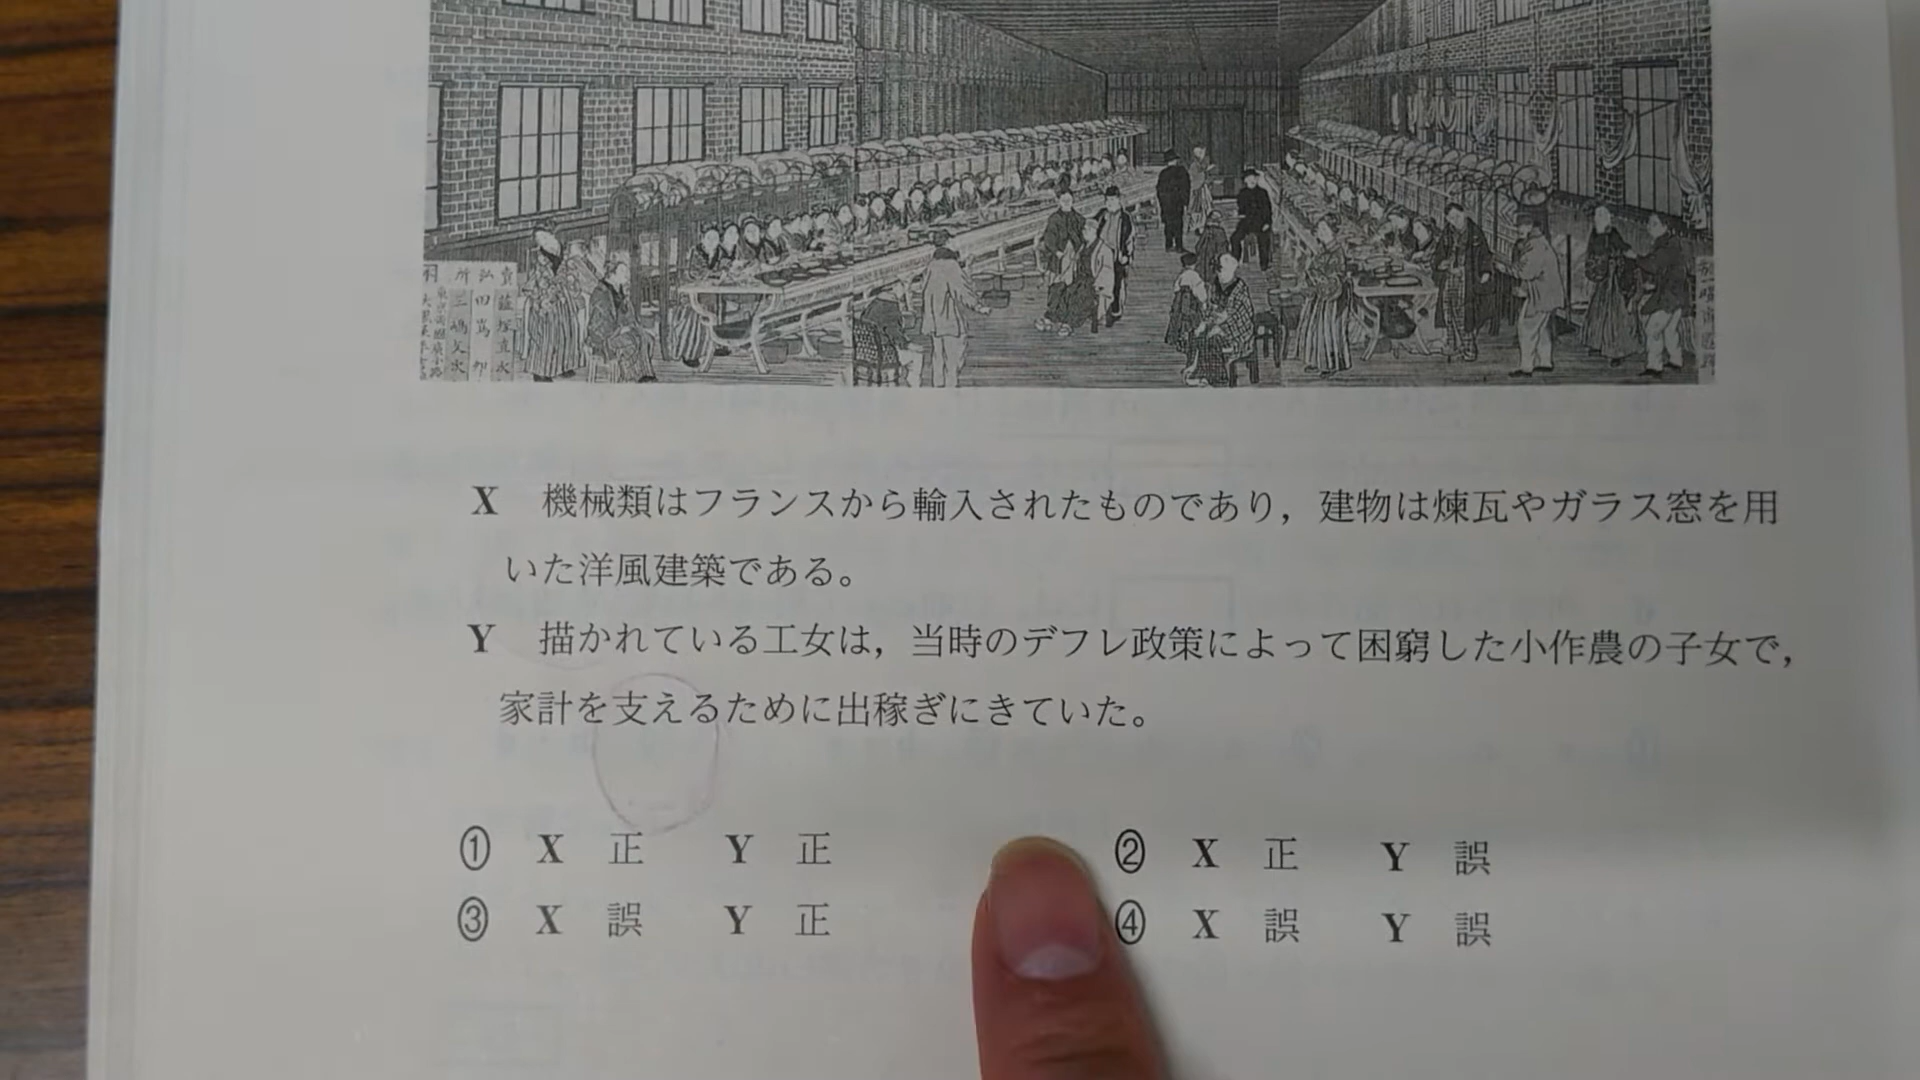 X 機械類はフランスから輸入されたものであり，建物は煉瓦やガラス窓を用
いた洋風建築である。
Y 描かれている工女は，当時のデフレ政策によって困窮した小作農の子女で，
家計を支えるために出稼ぎにきていた。
① X 正 Y 正 ② X 正 Y 誤
③ X 誤 Y 正 ④ X 誤 Y 誤